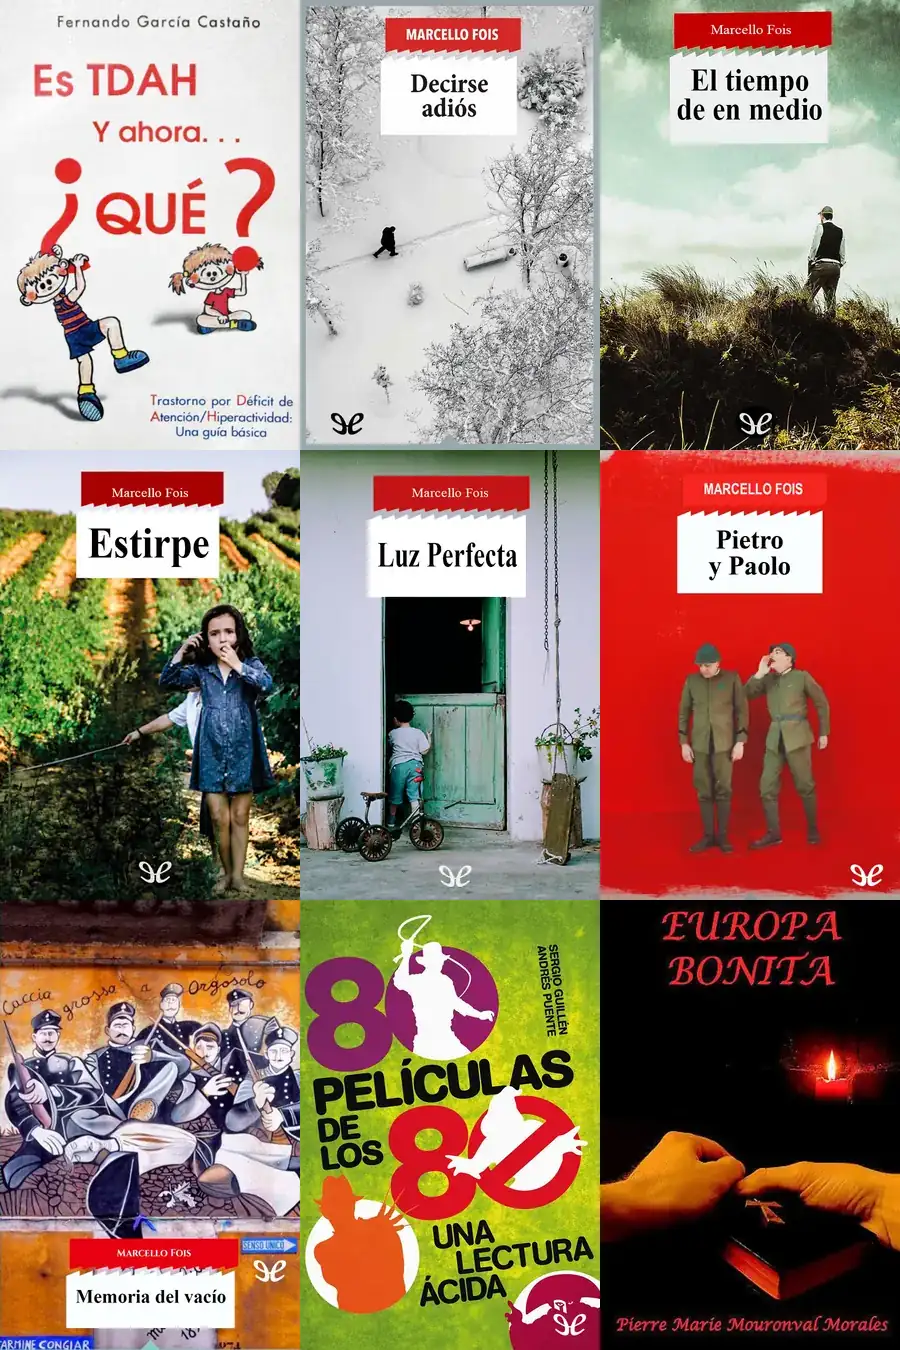 Fernando García Castaño
Es TDAH
Y ahora. . .
¿QUÉ?
Trastorno por Déficit de
Atención/Hiperactividad:
Una guía básica
MARCELLO FOIS
Decirse
adiós
Marcello Fois
El tiempo
de en medio
Marcello Fois
Estirpe
Marcello Fois
Luz Perfecta
MARCELLO FOIS
Pietro
y Paolo
Caccia grossa a Orgosolo
SENSO UNICO
MARCELLO FOIS
Memoria del vacío
CARMINE CONGIAR
SERGIO GUILLÉN
ANDRÉS PUENTE
80
PELÍCULAS
DE
LOS 80
UNA
LECTURA
ÁCIDA
EUROPA
BONITA
Pierre Marie Mouronval Morales